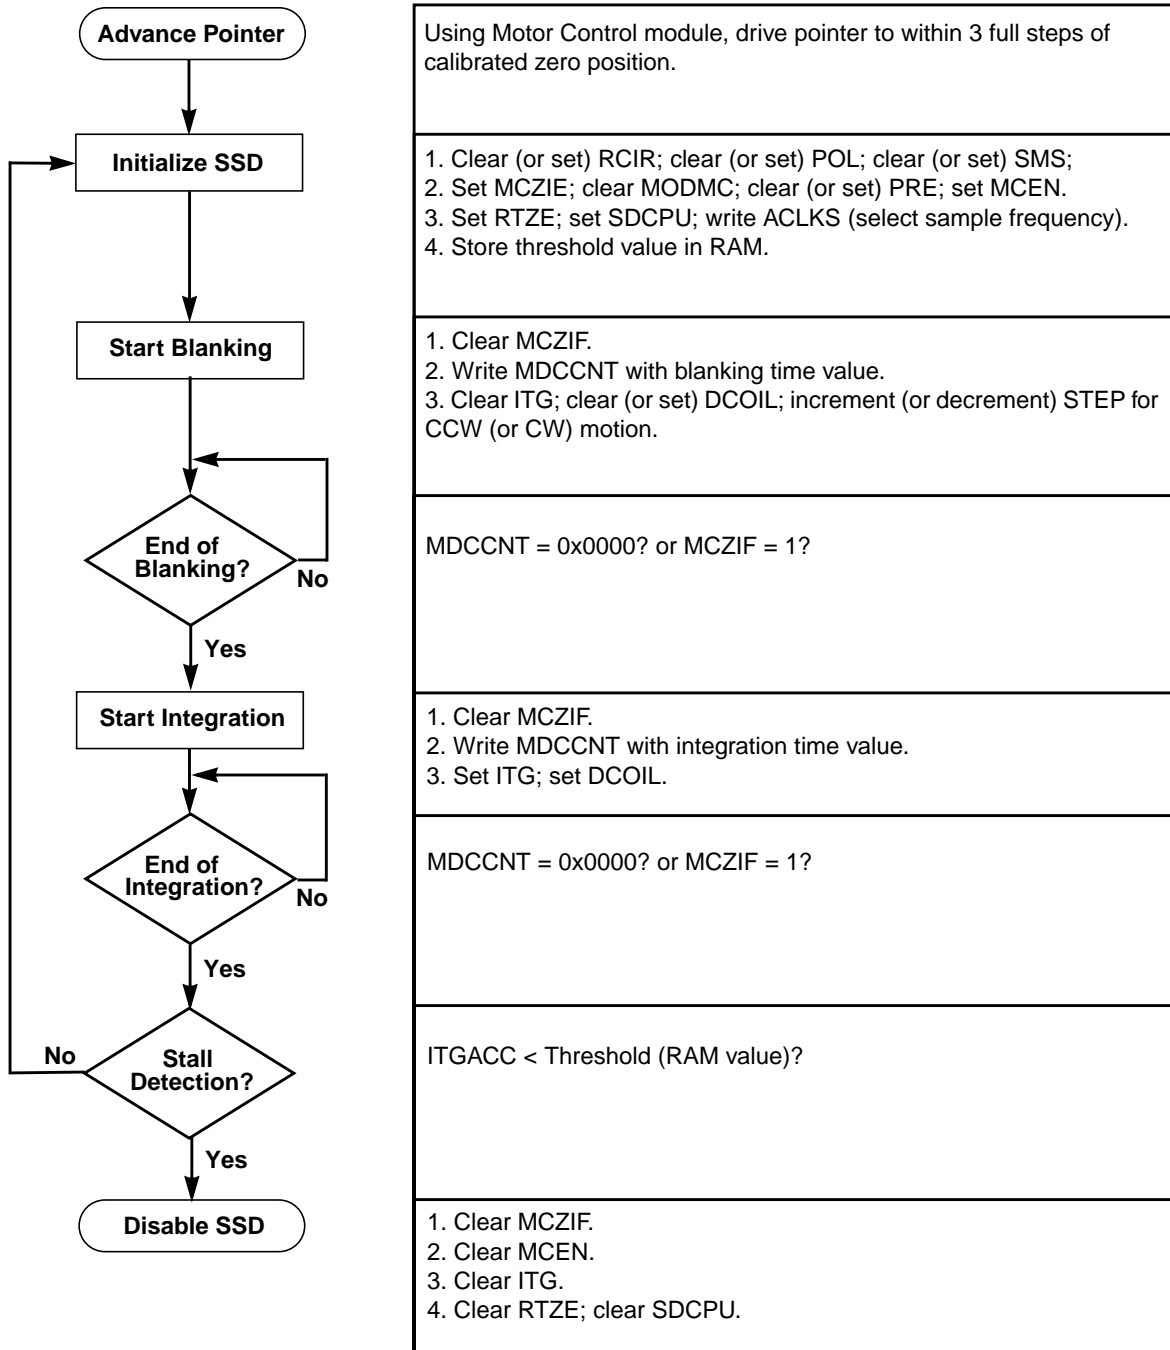 Advance Pointer
Using Motor Control module, drive pointer to within 3 full steps of
calibrated zero position.
Initialize SSD
1. Clear (or set) RCIR; clear (or set) POL; clear (or set) SMS;
2. Set MCZIE; clear MODMC; clear (or set) PRE; set MCEN.
3. Set RTZE; set SDCPU; write ACLKS (select sample frequency).
4. Store threshold value in RAM.
Start Blanking
1. Clear MCZIF.
2. Write MDCCNT with blanking time value.
3. Clear ITG; clear (or set) DCOIL; increment (or decrement) STEP for
CCW (or CW) motion.
End of
Blanking?
No
Yes
MDCCNT = 0x0000? or MCZIF = 1?
Start Integration
1. Clear MCZIF.
2. Write MDCCNT with integration time value.
3. Set ITG; set DCOIL.
End of
Integration?
No
Yes
MDCCNT = 0x0000? or MCZIF = 1?
No
Stall
Detection?
Yes
ITGACC < Threshold (RAM value)?
Disable SSD
1. Clear MCZIF.
2. Clear MCEN.
3. Clear ITG.
4. Clear RTZE; clear SDCPU.